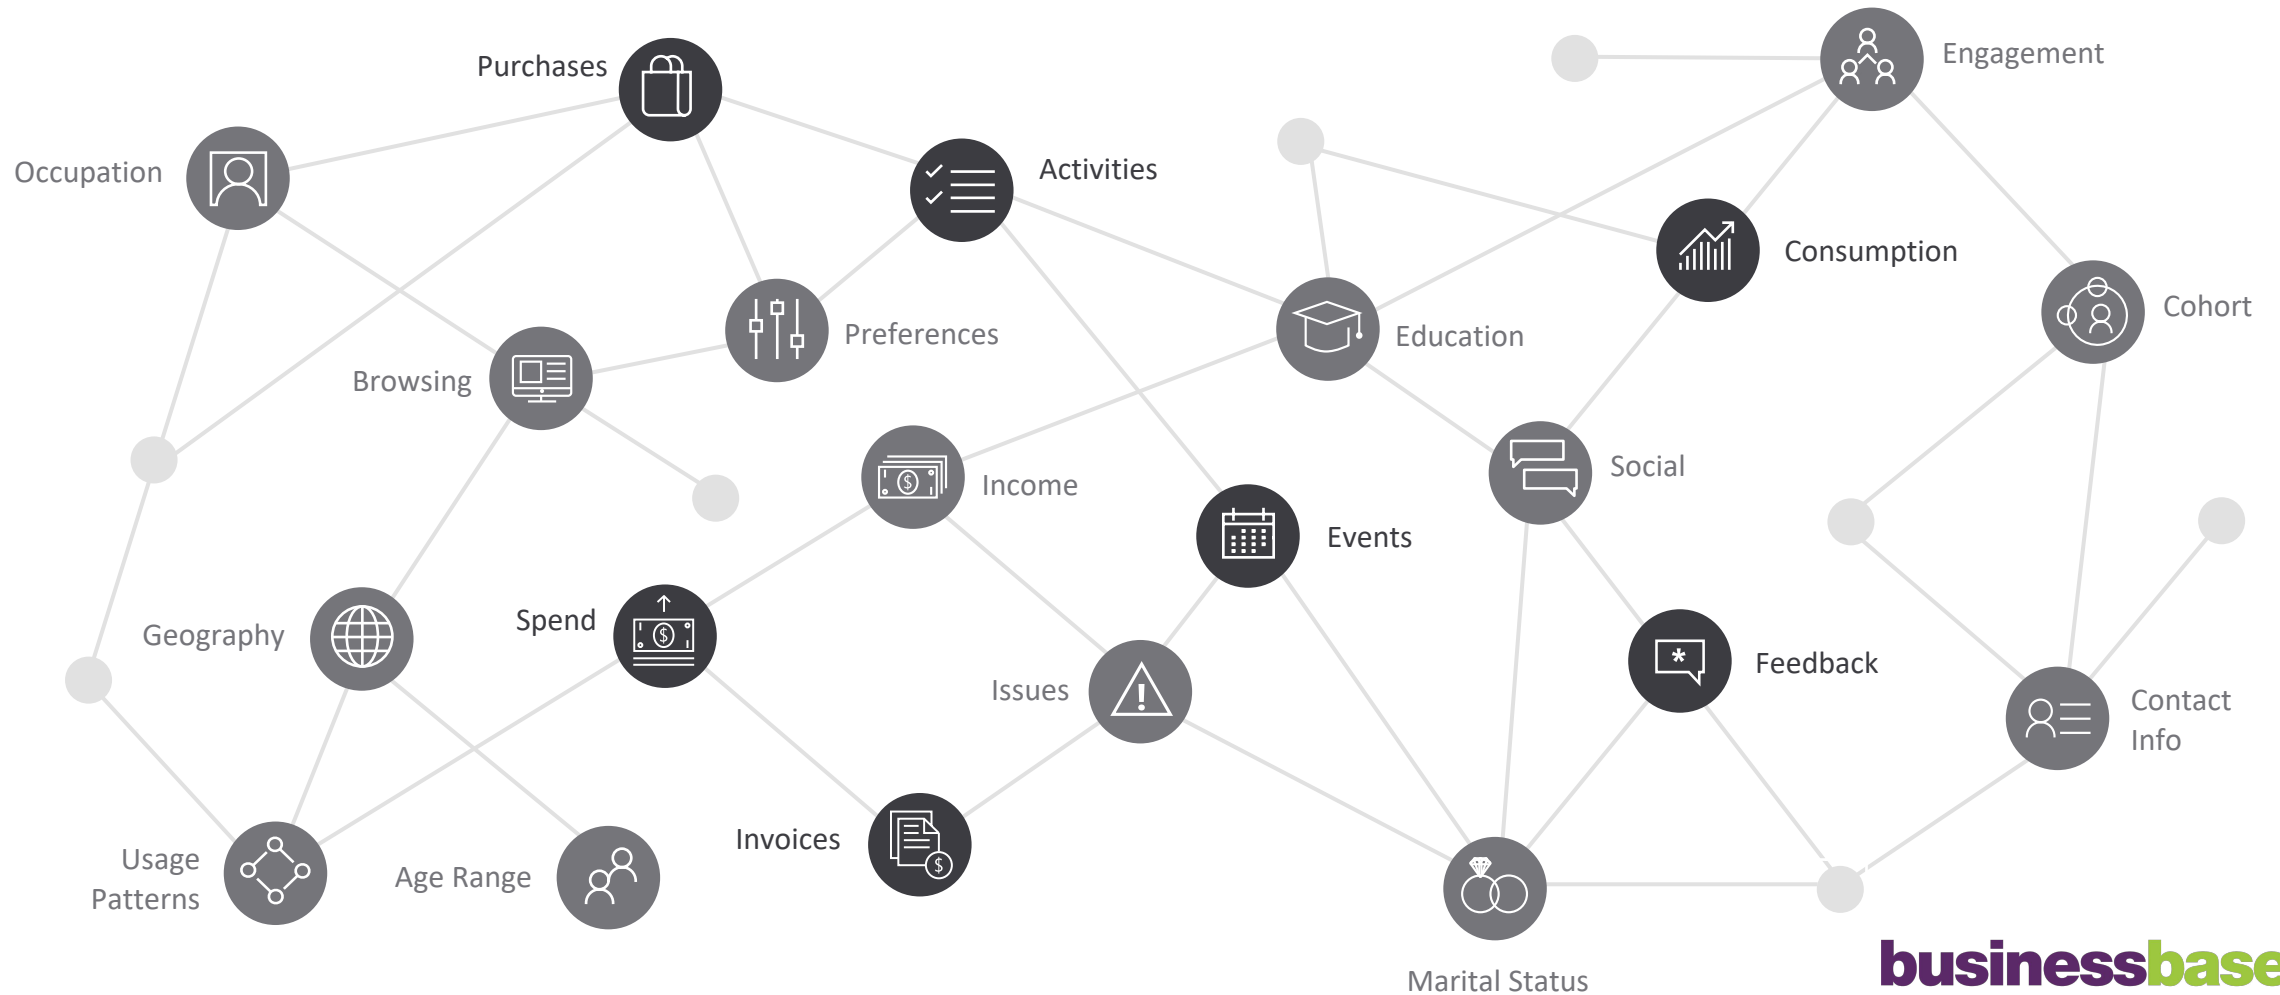 Engagement
Purchases
Activities
Occupation
Consumption
Cohort
Preferences
Education
Browsing
Social
Income
Events
Spend
Geography
Feedback
Issues
Contact
Info
Invoices
Usage
Patterns
Age Range
Marital Status
businessbase